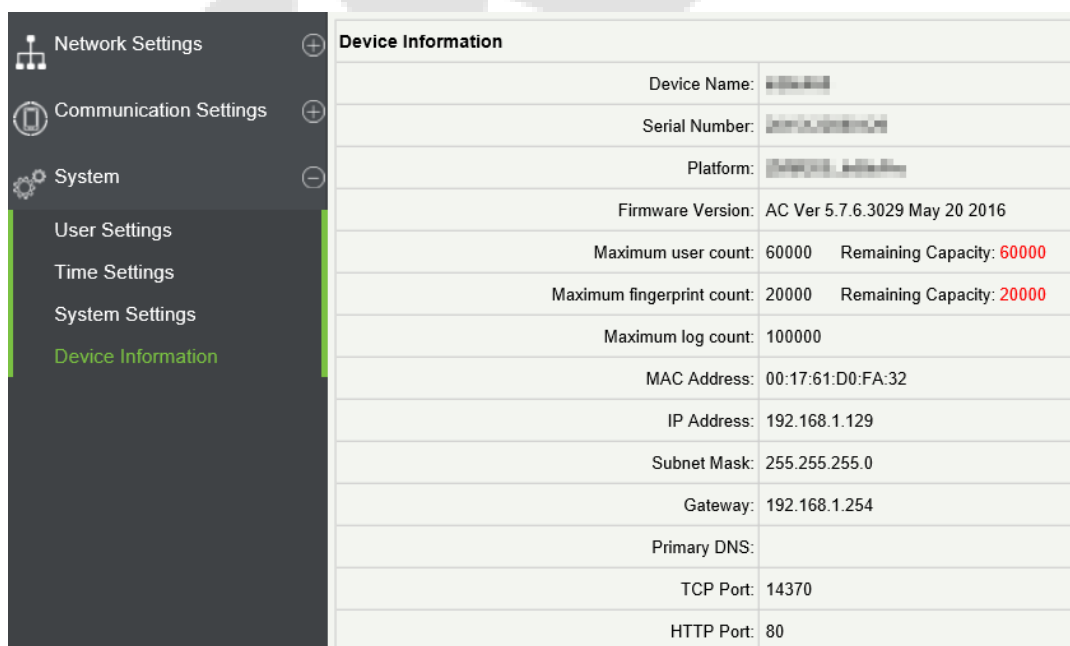 Network Settings
Communication Settings
System
User Settings
Time Settings
System Settings
Device Information
Device Information
Device Name:
Serial Number:
Platform:
Firmware Version: AC Ver 5.7.6.3029 May 20 2016
Maximum user count: 60000 Remaining Capacity: 60000
Maximum fingerprint count: 20000 Remaining Capacity: 20000
Maximum log count: 100000
MAC Address: 00:17:61:D0:FA:32
IP Address: 192.168.1.129
Subnet Mask: 255.255.255.0
Gateway: 192.168.1.254
Primary DNS:
TCP Port: 14370
HTTP Port: 80